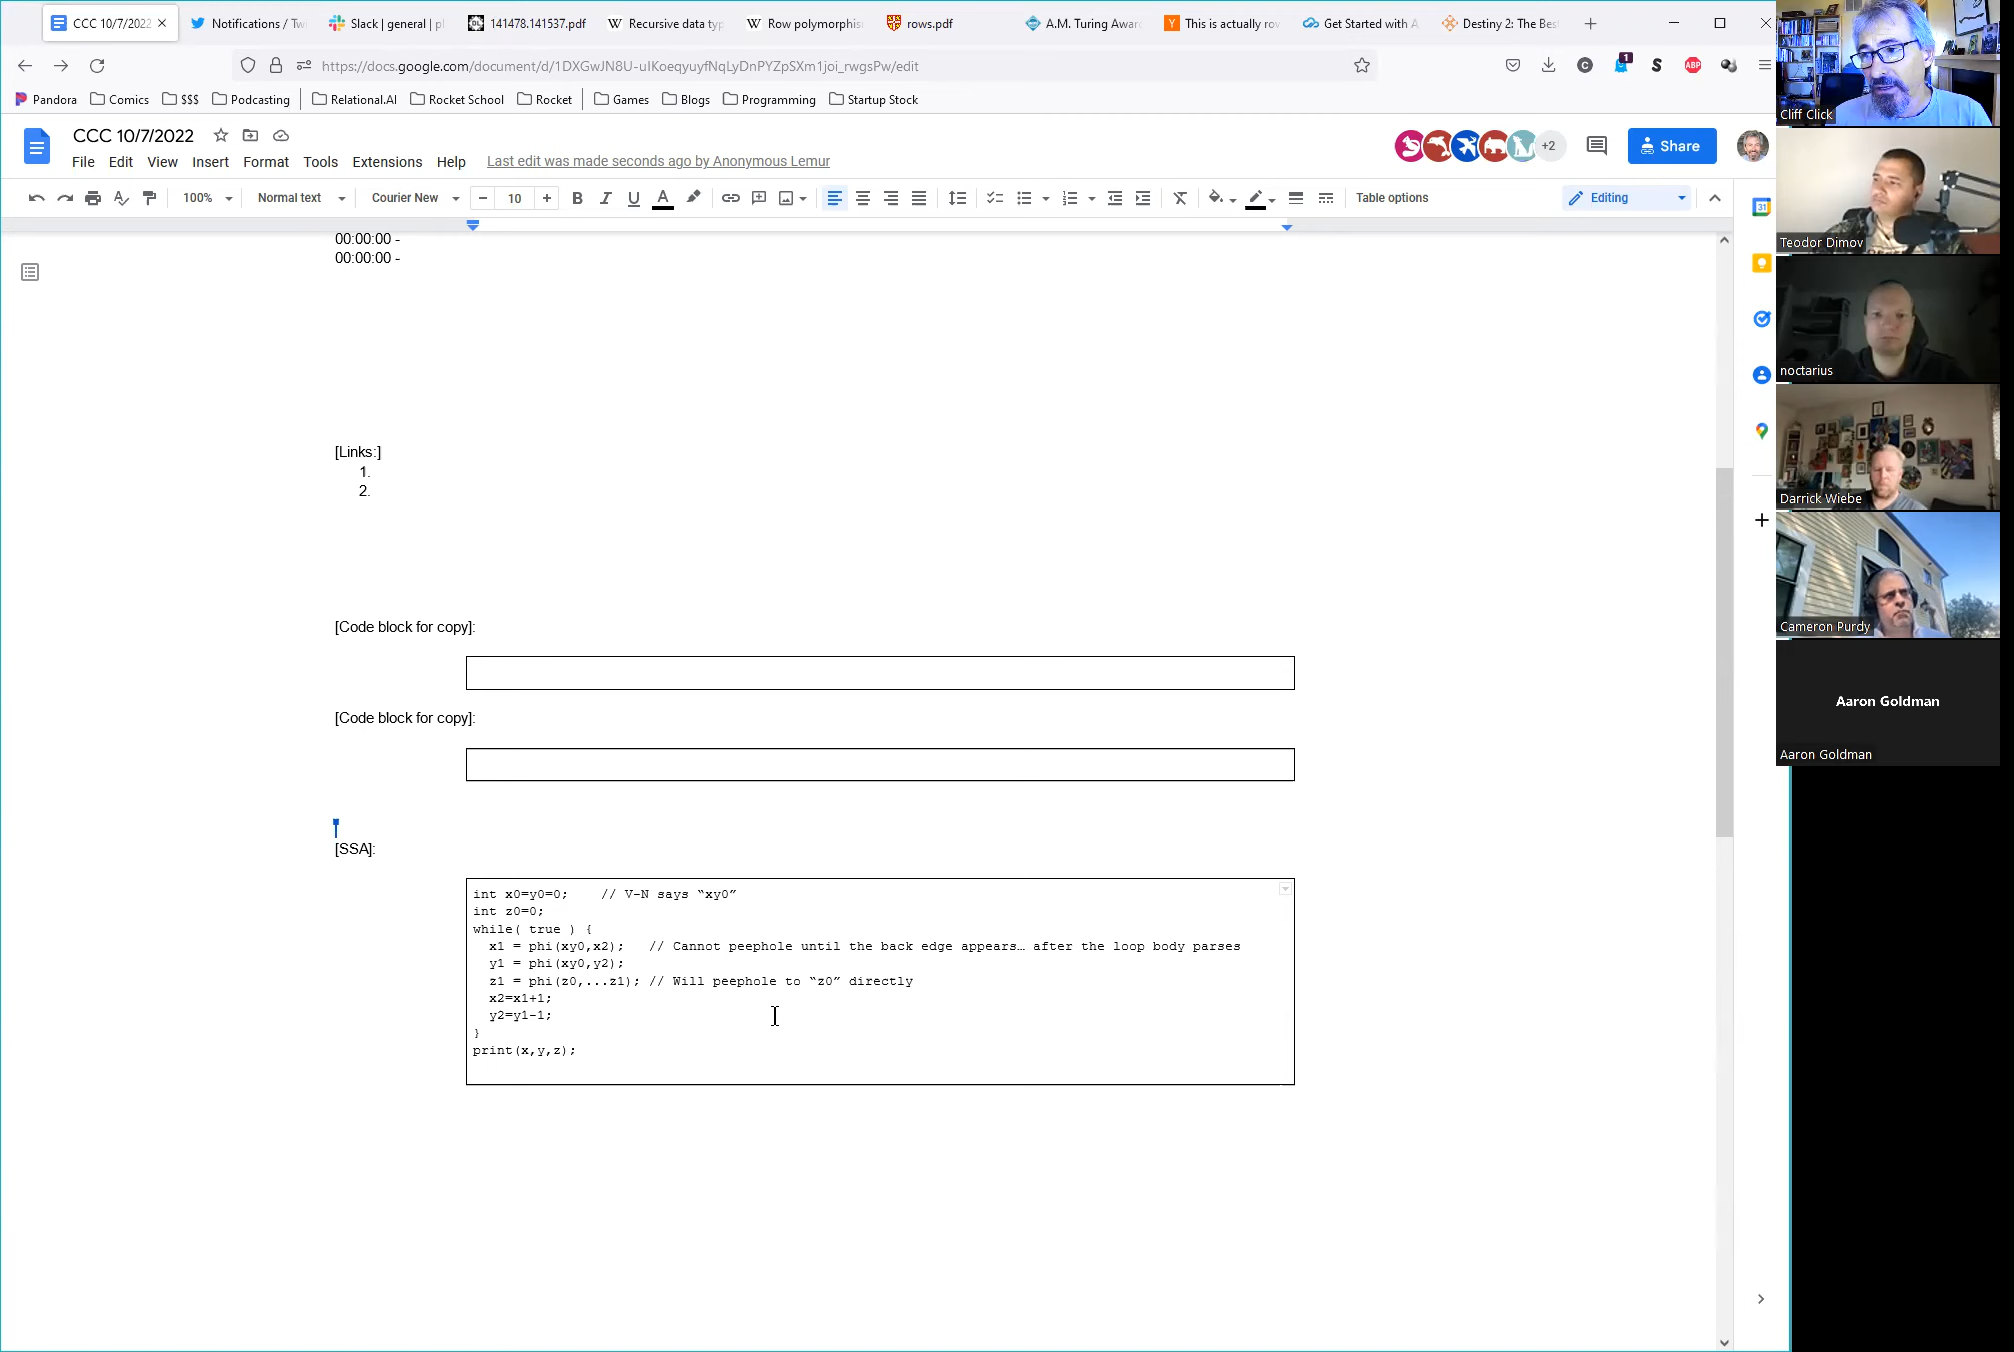 CCC 10/7/2022
Notifications / Tw
Slack | general | p
141478.141537.pdf
Recursive data typ
Row polymorphis
rows.pdf
A.M. Turing Awar
This is actually ro
Get Started with A
Destiny 2: The Bes
https://docs.google.com/document/d/1DXGwJN8U-uIKoeqyuyfNqLyDnPYZpSXm1joi_rwgsPw/edit
1
ABP
Pandora Comics $$$ Podcasting Relational.AI Rocket School Rocket Games Blogs Programming Startup Stock
CCC 10/7/2022
+2
Share
File Edit View Insert Format Tools Extensions Help Last edit was made seconds ago by Anonymous Lemur
100% Normal text Courier New 10 B I U A Table options Editing
31
00:00:00 -
00:00:00 -
[Links:]
1.
2.
[Code block for copy]:
[Code block for copy]:
[SSA]:
int x0=y0=0; // V-N says “xy0”
int z0=0;
while( true ) {
x1 = phi(xy0,x2); // Cannot peephole until the back edge appears… after the loop body parses
y1 = phi(xy0,y2);
z1 = phi(z0,...z1); // Will peephole to “z0” directly
x2=x1+1;
y2=y1-1;
}
print(x,y,z);
Cliff Click
Teodor Dimov
noctarius
Darrick Wiebe
Cameron Purdy
Aaron Goldman
Aaron Goldman